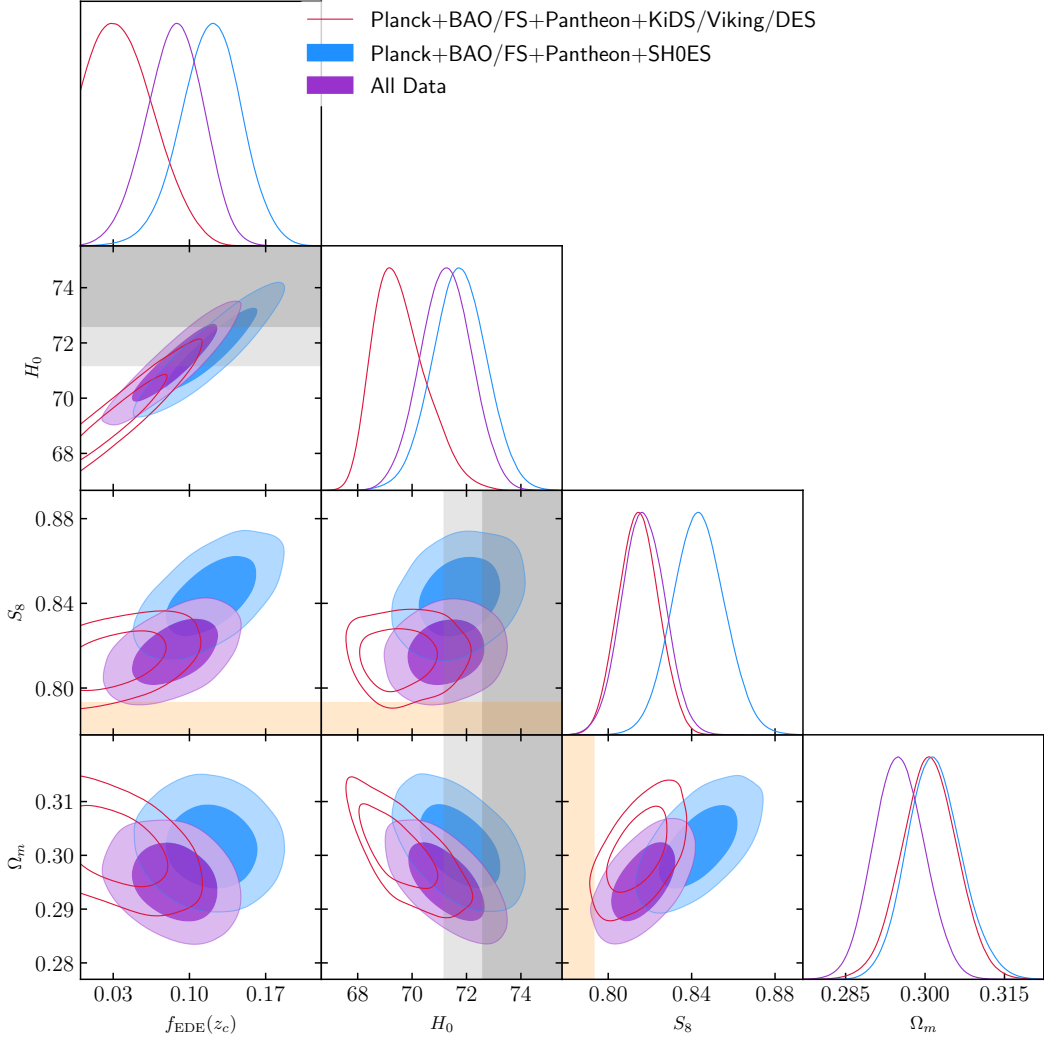 Planck+BAO/FS+Pantheon+KiDS/Viking/DES
Planck+BAO/FS+Pantheon+SH0ES
All Data
74
72
70
68
H₀
0.88
0.84
0.80
S₈
0.31
0.30
0.29
0.28
Ωₘ
0.03 0.10 0.17
68 70 72 74
0.80 0.84 0.88
0.285 0.300 0.315
f_EDE(z_c)
H₀
S₈
Ωₘ